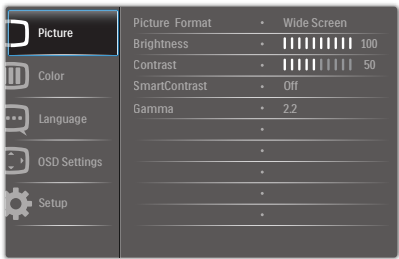 Picture
Color
Language
OSD Settings
Setup
Picture Format • Wide Screen
Brightness • 100
Contrast • 50
SmartContrast • Off
Gamma • 2.2
•
•
•
•
•